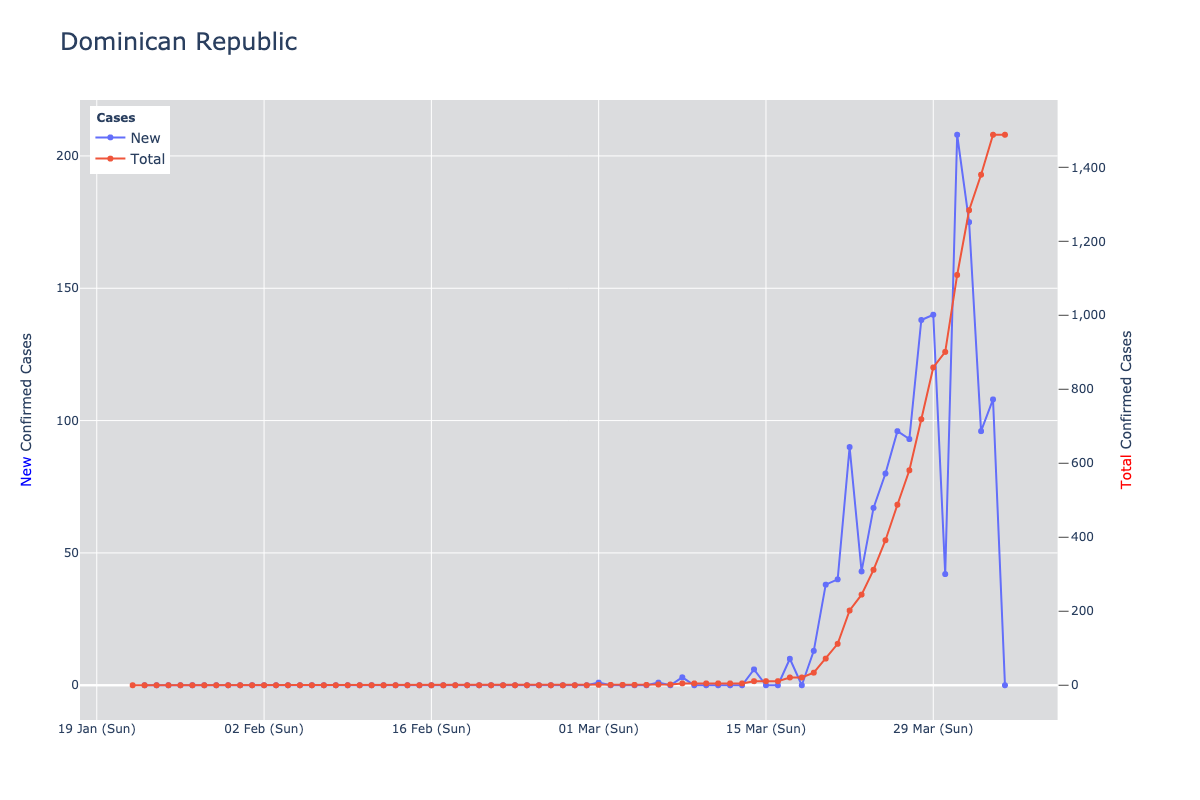 Dominican Republic
Cases
New
Total
200
150
100
50
0
1,400
1,200
1,000
800
600
400
200
0
New Confirmed Cases
Total Confirmed Cases
19 Jan (Sun)
02 Feb (Sun)
16 Feb (Sun)
01 Mar (Sun)
15 Mar (Sun)
29 Mar (Sun)